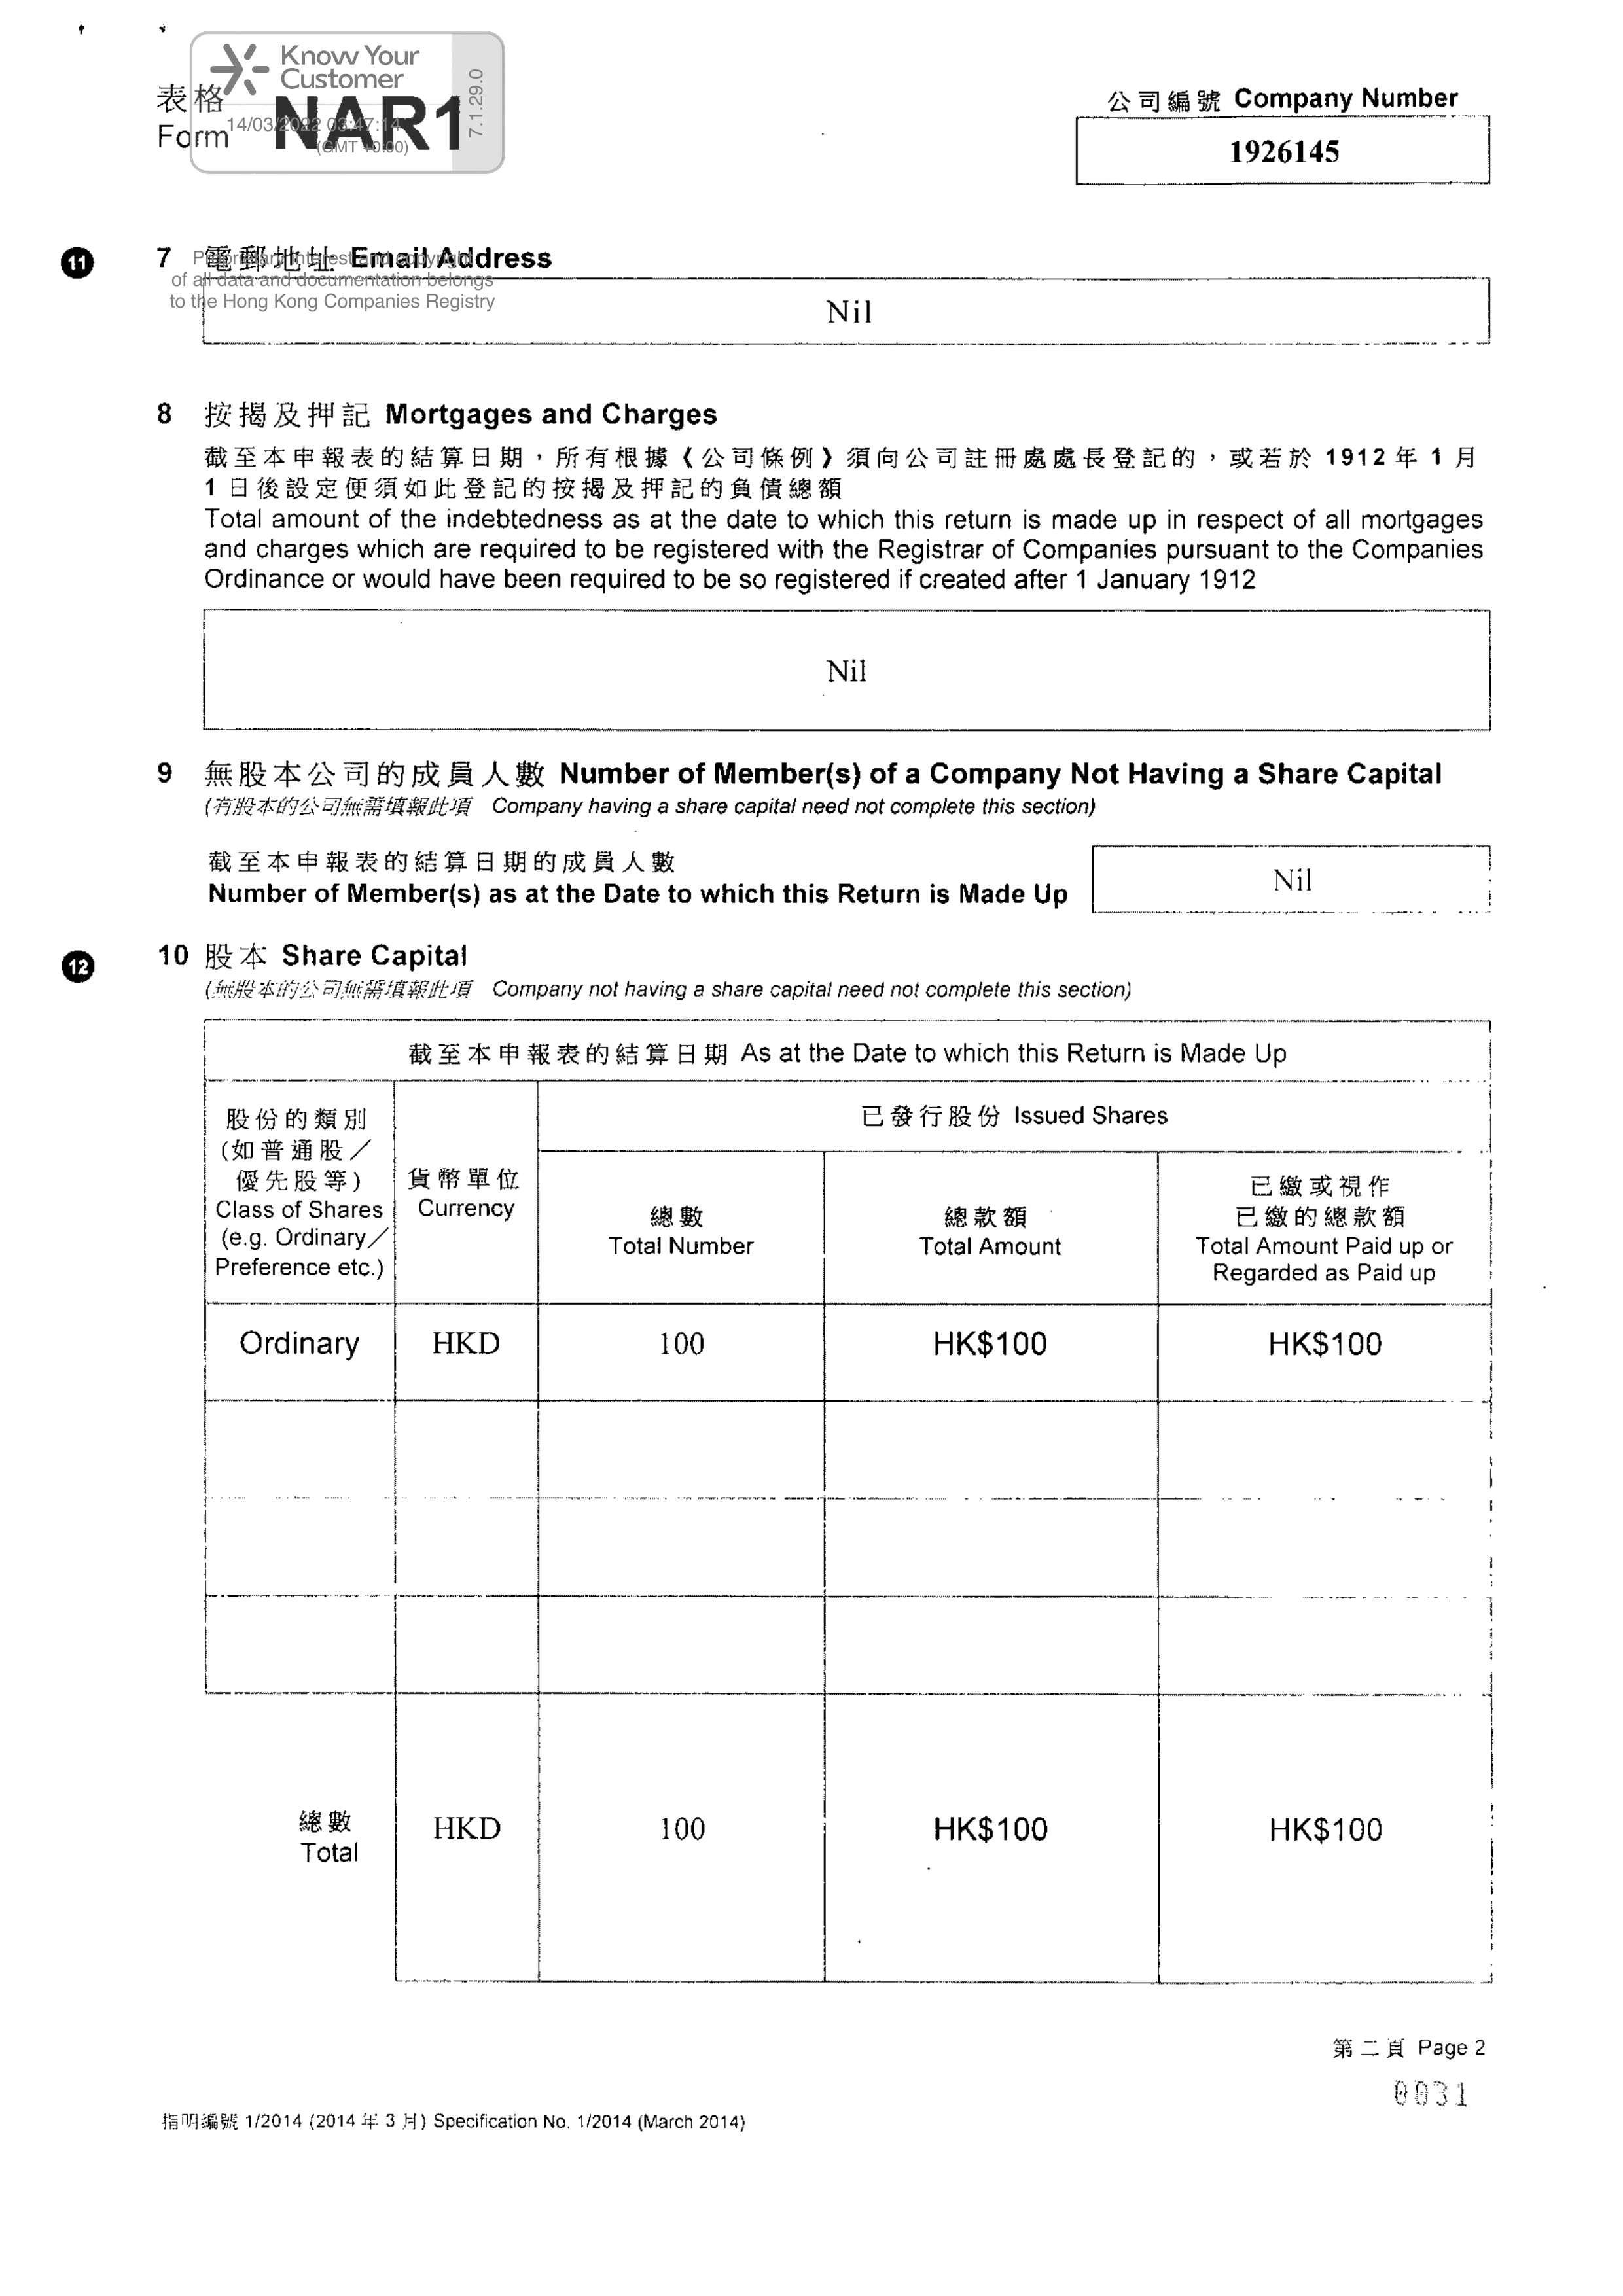 Know Your
Customer
7.1.29.0
14/03/2022 03:47:14
(GMT +0:00)
表格
Form
NAR1
公司編號 Company Number
1926145
11
7 電郵地址 Email Address
Proprietary interest and copyright
of all data and documentation belongs
to the Hong Kong Companies Registry
Nil
8 按揭及押記 Mortgages and Charges
截至本申報表的結算日期，所有根據《公司條例》須向公司註冊處處長登記的，或若於 1912 年 1 月
1 日後設定便須如此登記的按揭及押記的負債總額
Total amount of the indebtedness as at the date to which this return is made up in respect of all mortgages
and charges which are required to be registered with the Registrar of Companies pursuant to the Companies
Ordinance or would have been required to be so registered if created after 1 January 1912
Nil
9 無股本公司的成員人數 Number of Member(s) of a Company Not Having a Share Capital
(有股本的公司無需填報此項 Company having a share capital need not complete this section)
截至本申報表的結算日期的成員人數
Number of Member(s) as at the Date to which this Return is Made Up
Nil
12
10 股本 Share Capital
(無股本的公司無需填報此項 Company not having a share capital need not complete this section)
截至本申報表的結算日期 As at the Date to which this Return is Made Up
股份的類別
(如普通股／
優先股等)
Class of Shares
(e.g. Ordinary／
Preference etc.)
貨幣單位
Currency
已發行股份 Issued Shares
總數
Total Number
總款額
Total Amount
已繳或視作
已繳的總款額
Total Amount Paid up or
Regarded as Paid up
Ordinary HKD 100 HK$100 HK$100
總數
Total
HKD 100 HK$100 HK$100
第二頁 Page 2
0031
指明編號 1/2014 (2014 年 3 月) Specification No. 1/2014 (March 2014)